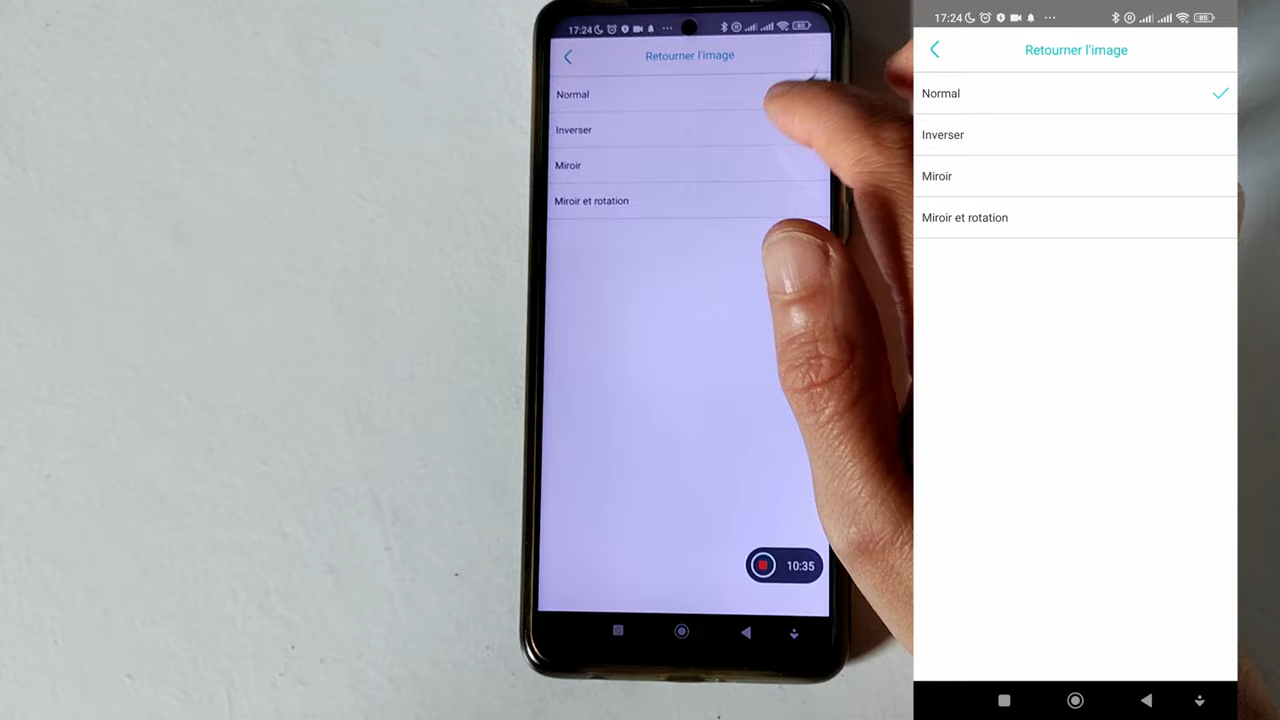 17:24
Retourner l'image
Normal
Inverser
Miroir
Miroir et rotation
10:35
17:24 85
Retourner l'image
Normal
Inverser
Miroir
Miroir et rotation